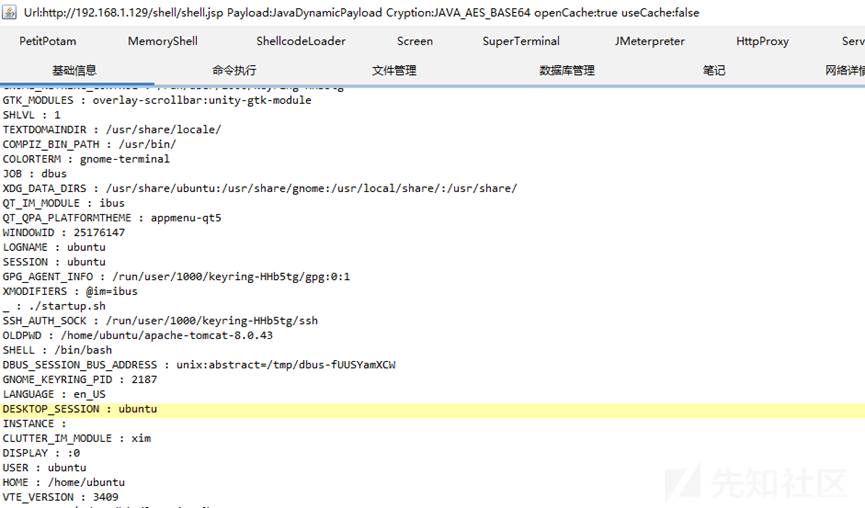 Url:http://192.168.1.129/shell/shell.jsp Payload:JavaDynamicPayload Cryption:JAVA_AES_BASE64 openCache:true useCache:false
PetitPotam MemoryShell ShellcodeLoader Screen SuperTerminal JMeterpreter HttpProxy Serv
基础信息 命令执行 文件管理 数据库管理 笔记 网络详情
GTK_MODULES : overlay-scrollbar:unity-gtk-module
SHLVL : 1
TEXTDOMAINDIR : /usr/share/locale/
COMPIZ_BIN_PATH : /usr/bin/
COLORTERM : gnome-terminal
JOB : dbus
XDG_DATA_DIRS : /usr/share/ubuntu:/usr/share/gnome:/usr/local/share/:/usr/share/
QT_IM_MODULE : ibus
QT_QPA_PLATFORMTHEME : appmenu-qt5
WINDOWID : 25176147
LOGNAME : ubuntu
SESSION : ubuntu
GPG_AGENT_INFO : /run/user/1000/keyring-HHb5tg/gpg:0:1
XMODIFIERS : @im=ibus
_ : ./startup.sh
SSH_AUTH_SOCK : /run/user/1000/keyring-HHb5tg/ssh
OLDPWD : /home/ubuntu/apache-tomcat-8.0.43
SHELL : /bin/bash
DBUS_SESSION_BUS_ADDRESS : unix:abstract=/tmp/dbus-fUUSYamXCW
GNOME_KEYRING_PID : 2187
LANGUAGE : en_US
DESKTOP_SESSION : ubuntu
INSTANCE :
CLUTTER_IM_MODULE : xim
DISPLAY : :0
USER : ubuntu
HOME : /home/ubuntu
VTE_VERSION : 3409
先知社区